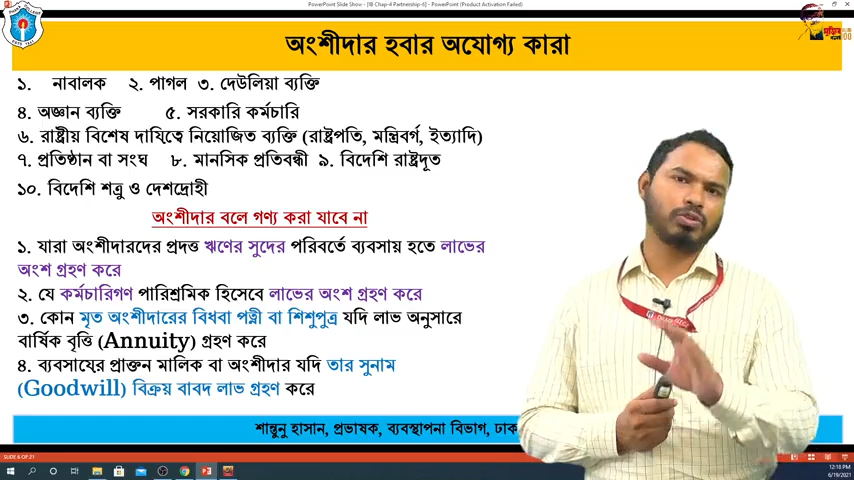 PowerPoint Slide Show - [IB Chap-4 Partnership-6] - PowerPoint (Product Activation Failed)
অংশীদার হবার অযোগ্য কারা
১. নাবালক ২. পাগল ৩. দেউলিয়া ব্যক্তি
৪. অজ্ঞান ব্যক্তি ৫. সরকারি কর্মচারি
৬. রাষ্ট্রীয় বিশেষ দায়িত্বে নিয়োজিত ব্যক্তি (রাষ্ট্রপতি, মন্ত্রিবর্গ, ইত্যাদি)
৭. প্রতিষ্ঠান বা সংঘ ৮. মানসিক প্রতিবন্ধী ৯. বিদেশি রাষ্ট্রদূত
১০. বিদেশি শত্রু ও দেশদ্রোহী
অংশীদার বলে গণ্য করা যাবে না
১. যারা অংশীদারদের প্রদত্ত ঋণের সুদের পরিবর্তে ব্যবসায় হতে লাভের
অংশ গ্রহণ করে
২. যে কর্মচারিগণ পারিশ্রমিক হিসেবে লাভের অংশ গ্রহণ করে
৩. কোন মৃত অংশীদারের বিধবা পত্নী বা শিশুপুত্র যদি লাভ অনুসারে
বার্ষিক বৃত্তি (Annuity) গ্রহণ করে
৪. ব্যবসায়ের প্রাক্তন মালিক বা অংশীদার যদি তার সুনাম
(Goodwill) বিক্রয় বাবদ লাভ গ্রহণ করে
শান্তুনু হাসান, প্রভাষক, ব্যবস্থাপনা বিভাগ, ঢাক
SLIDE 6 OF 21
12:18 PM
6/19/2021